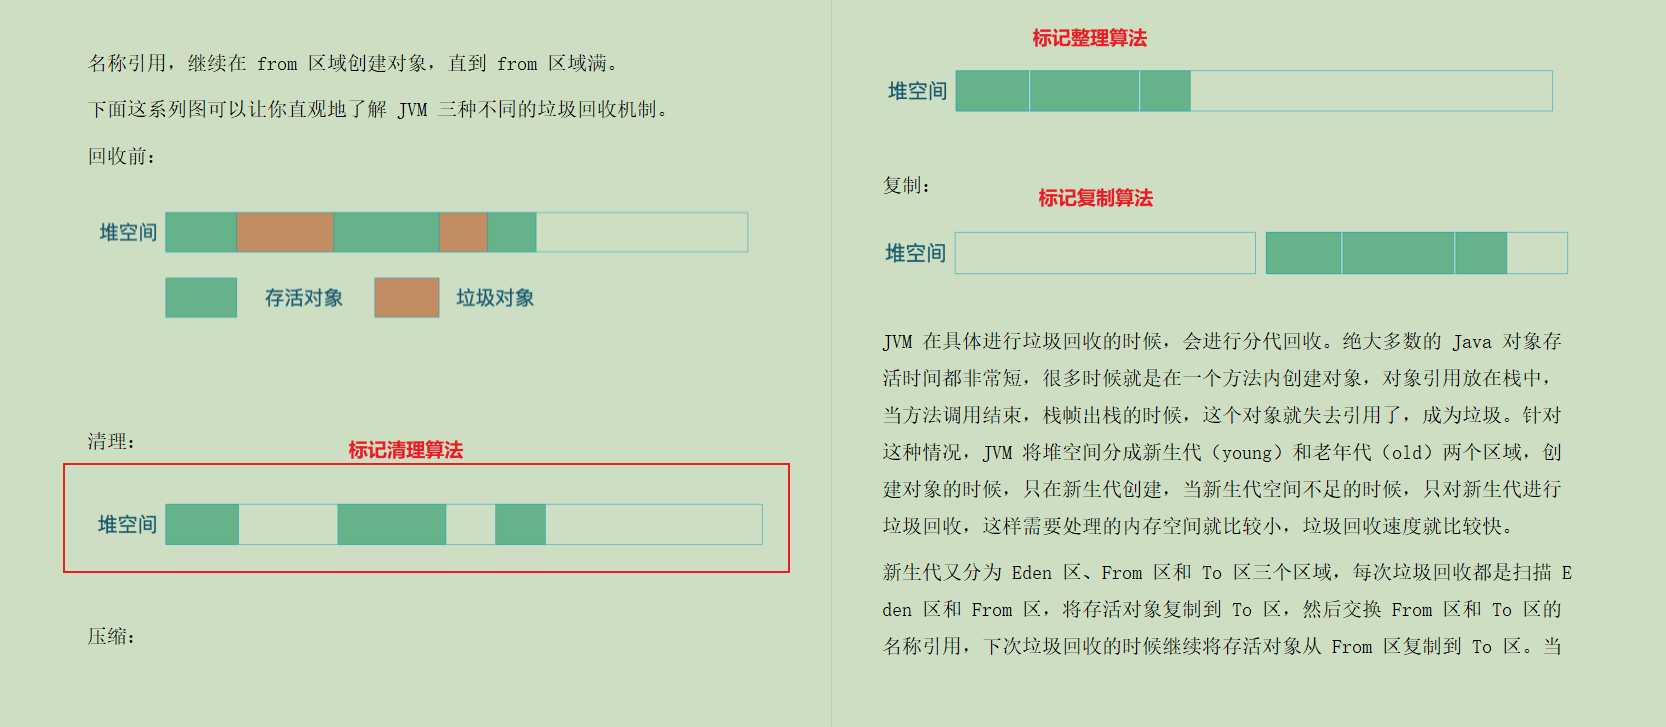 名称引用，继续在 from 区域创建对象，直到 from 区域满。
下面这系列图可以让你直观地了解 JVM 三种不同的垃圾回收机制。
回收前：
堆空间
存活对象
垃圾对象
清理：
标记清理算法
堆空间
压缩：
标记整理算法
堆空间
复制：
标记复制算法
堆空间
JVM 在具体进行垃圾回收的时候，会进行分代回收。绝大多数的 Java 对象存
活时间都非常短，很多时候就是在一个方法内创建对象，对象引用放在栈中，
当方法调用结束，栈帧出栈的时候，这个对象就失去引用了，成为垃圾。针对
这种情况，JVM 将堆空间分成新生代（young）和老年代（old）两个区域，创
建对象的时候，只在新生代创建，当新生代空间不足的时候，只对新生代进行
垃圾回收，这样需要处理的内存空间就比较小，垃圾回收速度就比较快。
新生代又分为 Eden 区、From 区和 To 区三个区域，每次垃圾回收都是扫描 E
den 区和 From 区，将存活对象复制到 To 区，然后交换 From 区和 To 区的
名称引用，下次垃圾回收的时候继续将存活对象从 From 区复制到 To 区。当